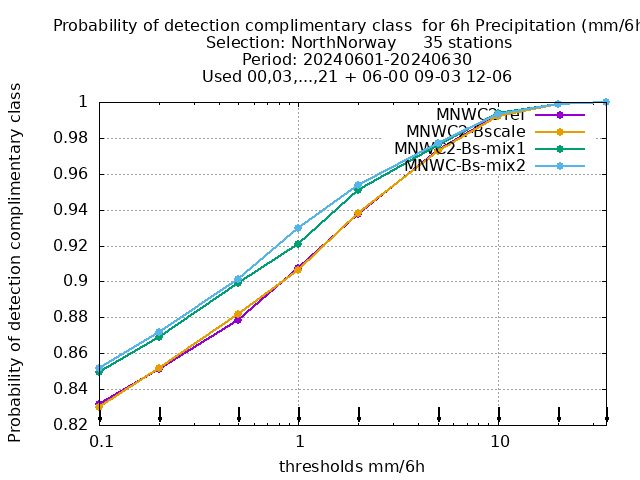 Probability of detection complimentary class  for 6h Precipitation (mm/6h
Selection: NorthNorway     35 stations
Period: 20240601-20240630
Used 00,03,...,21 + 06-00 09-03 12-06
Probability of detection complimentary class
1
0.98
0.96
0.94
0.92
0.9
0.88
0.86
0.84
0.82
MNWC2-ref
MNWC2-Bscale
MNWC2-Bs-mix1
MNWC-Bs-mix2
0.1
1
10
thresholds mm/6h